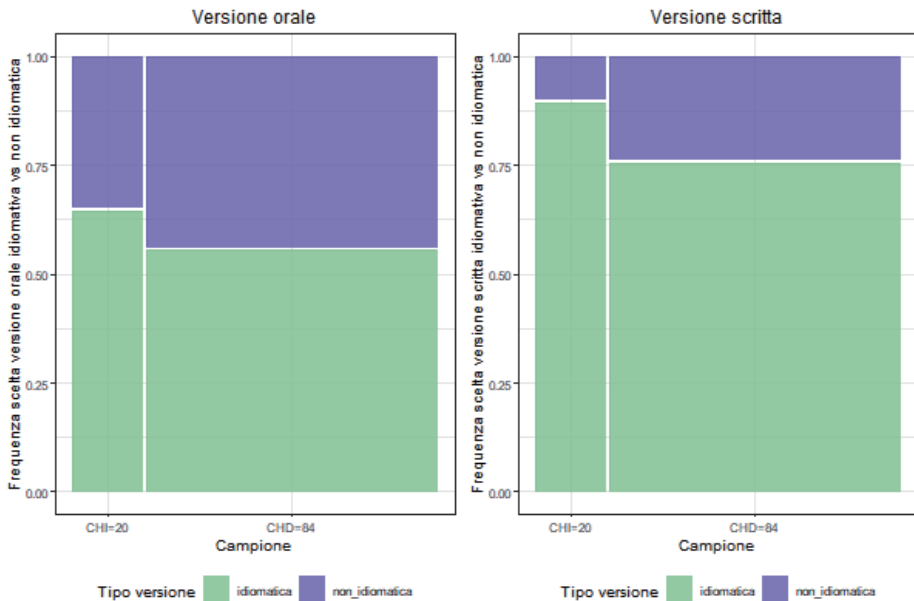 Versione orale
Frequenza scelta versione orale idiomativa vs non idiomatica
1.00
0.75
0.50
0.25
0.00
CHI=20
CHD=84
Campione
Tipo versione
idiomatica
non_idiomatica
Versione scritta
Frequenza scelta versione scritta idiomativa vs non idiomatica
1.00
0.75
0.50
0.25
0.00
CHI=20
CHD=84
Campione
Tipo versione
idiomatica
non_idiomatica